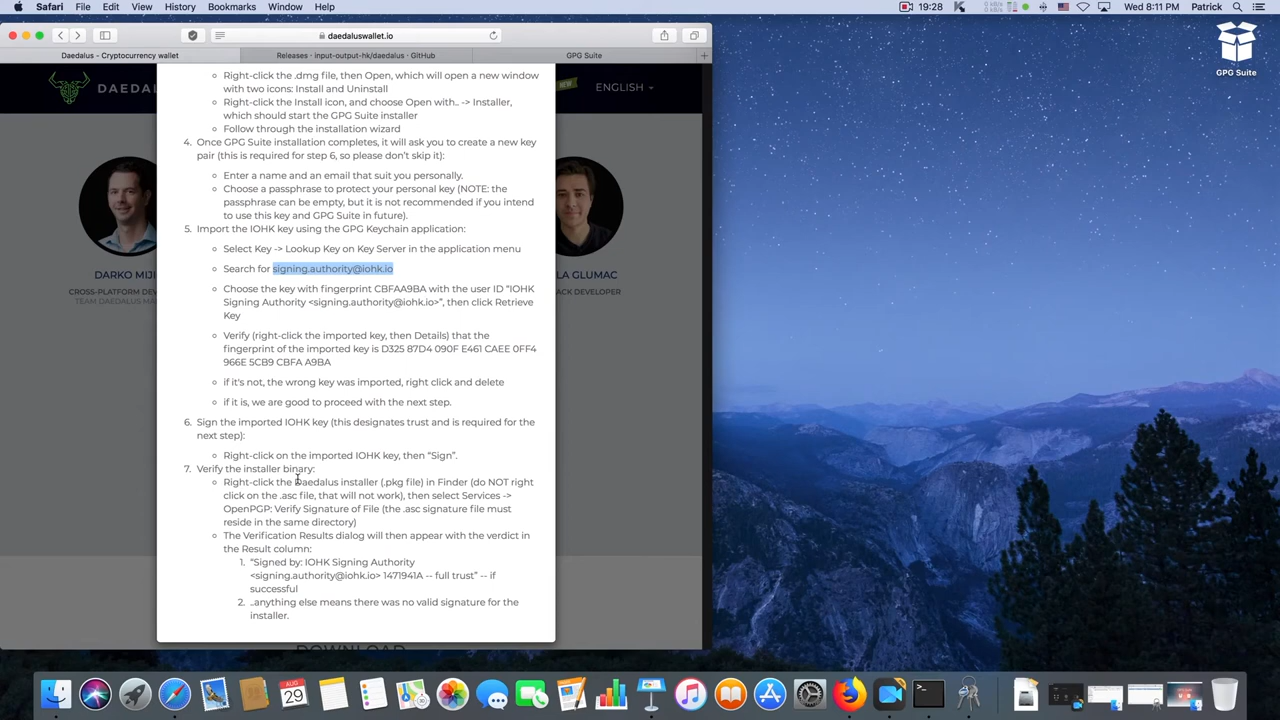 Safari File Edit View History Bookmarks Window Help
19:28
0 kB/s
0 kB/s
Wed 8:11 PM Patrick
daedaluswallet.io
Daedalus - Cryptocurrency wallet
Releases · input-output-hk/daedalus · GitHub
GPG Suite
GPG Suite
DAEDAL
ENGLISH
Right-click the .dmg file, then Open, which will open a new window
with two icons: Install and Uninstall
Right-click the Install icon, and choose Open with.. -> Installer,
which should start the GPG Suite installer
Follow through the installation wizard
4. Once GPG Suite installation completes, it will ask you to create a new key
pair (this is required for step 6, so please don't skip it):
Enter a name and an email that suit you personally.
Choose a passphrase to protect your personal key (NOTE: the
passphrase can be empty, but it is not recommended if you intend
to use this key and GPG Suite in future).
5. Import the IOHK key using the GPG Keychain application:
Select Key -> Lookup Key on Key Server in the application menu
Search for signing.authority@iohk.io
Choose the key with fingerprint CBFAA9BA with the user ID “IOHK
Signing Authority <signing.authority@iohk.io>”, then click Retrieve
Key
Verify (right-click the imported key, then Details) that the
fingerprint of the imported key is D325 87D4 090F E461 CAEE 0FF4
966E 5CB9 CBFA A9BA
if it's not, the wrong key was imported, right click and delete
if it is, we are good to proceed with the next step.
6. Sign the imported IOHK key (this designates trust and is required for the
next step):
Right-click on the imported IOHK key, then “Sign”.
7. Verify the installer binary:
Right-click the Daedalus installer (.pkg file) in Finder (do NOT right
click on the .asc file, that will not work), then select Services ->
OpenPGP: Verify Signature of File (the .asc signature file must
reside in the same directory)
The Verification Results dialog will then appear with the verdict in
the Result column:
1. “Signed by: IOHK Signing Authority
<signing.authority@iohk.io> 1471941A -- full trust” -- if
successful
2. ..anything else means there was no valid signature for the
installer.
DARKO MIJI
CROSS-PLATFORM DEV
TEAM DAEDALUS MA
LA GLUMAC
ACK DEVELOPER
DOWNLOAD
AUG
29